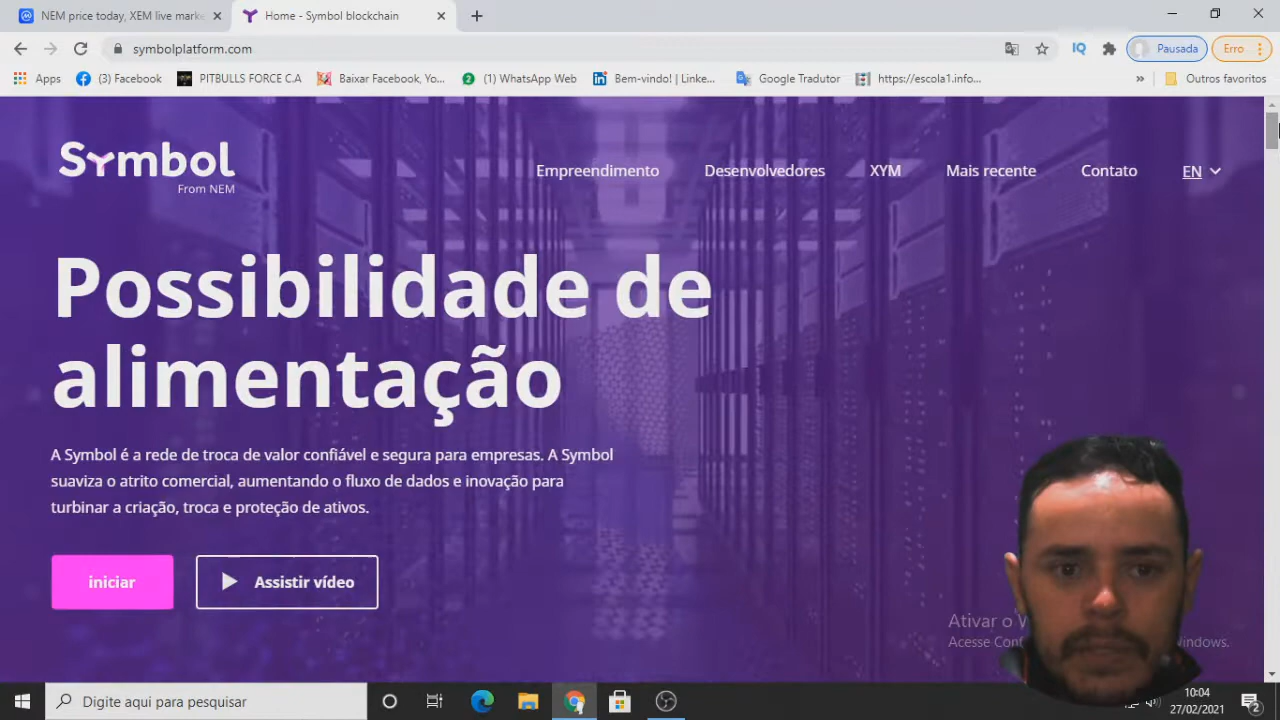 NEM price today, XEM live marke
Home - Symbol blockchain
symbolplatform.com
Pausada
Erro
Apps
(3) Facebook
PITBULLS FORCE C.A
Baixar Facebook, Yo...
(1) WhatsApp Web
Bem-vindo! | Linke...
Google Tradutor
https://escola1.info...
Outros favoritos
Symbol
From NEM
Empreendimento
Desenvolvedores
XYM
Mais recente
Contato
EN
Possibilidade de
alimentação
A Symbol é a rede de troca de valor confiável e segura para empresas. A Symbol
suaviza o atrito comercial, aumentando o fluxo de dados e inovação para
turbinar a criação, troca e proteção de ativos.
iniciar
Assistir vídeo
Ativar o
Acesse
Digite aqui para pesquisar
10:04
27/02/2021
2